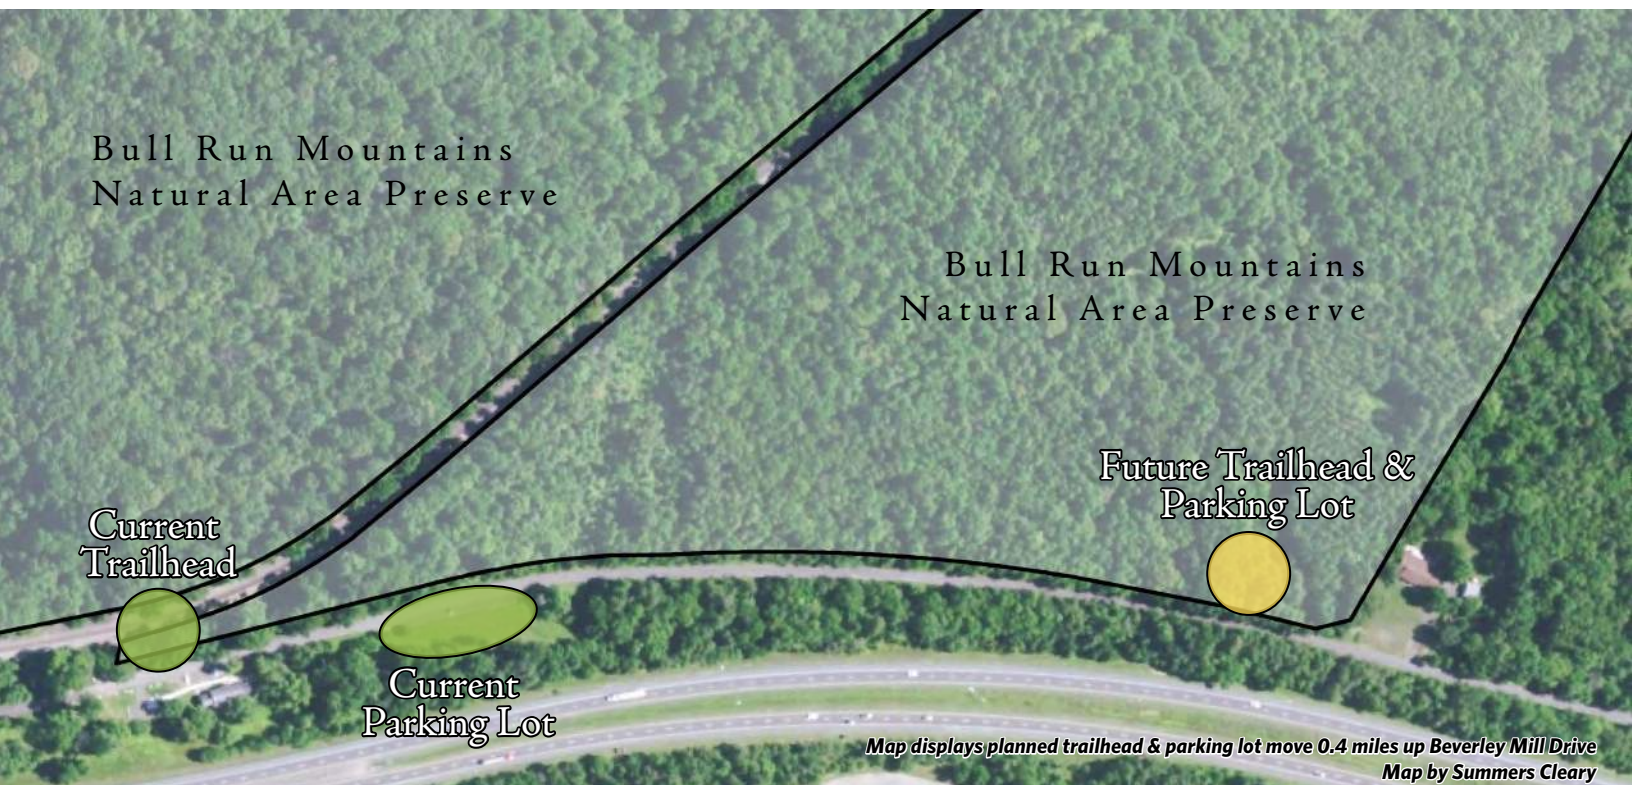 Bull Run Mountains
Natural Area Preserve
Bull Run Mountains
Natural Area Preserve
Future Trailhead &
Parking Lot
Current
Trailhead
Current
Parking Lot
Map displays planned trailhead & parking lot move 0.4 miles up Beverley Mill Drive
Map by Summers Cleary